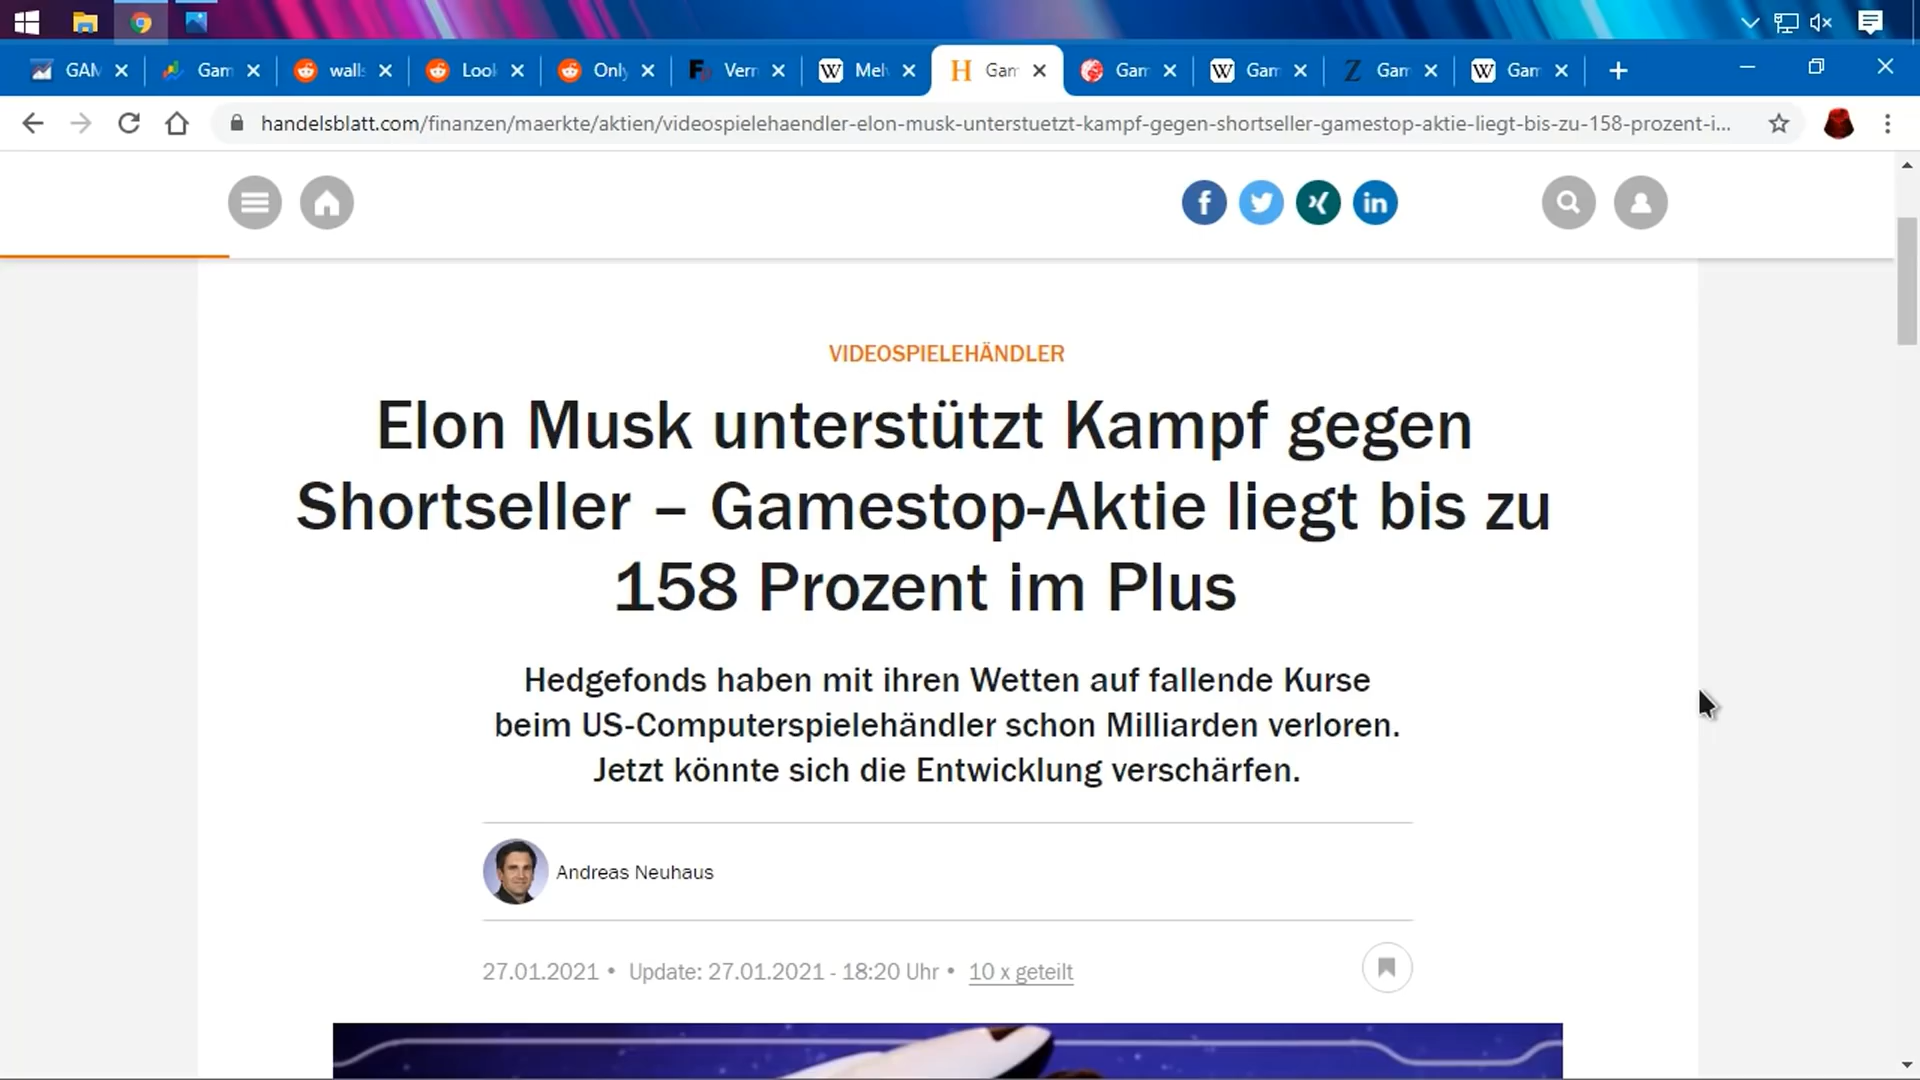 GAM
Gam
walls
Look
Only
Vern
Melv
Gam
Gam
Gam
Gam
Gam
handelsblatt.com/finanzen/maerkte/aktien/videospielehaendler-elon-musk-unterstuetzt-kampf-gegen-shortseller-gamestop-aktie-liegt-bis-zu-158-prozent-i...
VIDEOSPIELEHÄNDLER
Elon Musk unterstützt Kampf gegen
Shortseller – Gamestop-Aktie liegt bis zu
158 Prozent im Plus
Hedgefonds haben mit ihren Wetten auf fallende Kurse
beim US-Computerspielehändler schon Milliarden verloren.
Jetzt könnte sich die Entwicklung verschärfen.
Andreas Neuhaus
27.01.2021 • Update: 27.01.2021 - 18:20 Uhr • 10 x geteilt